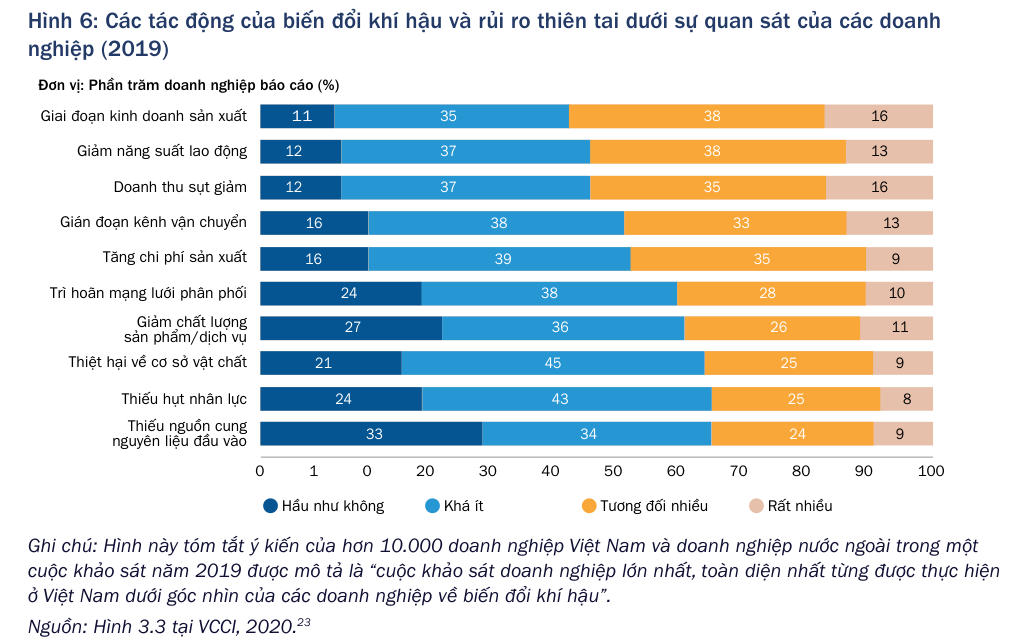 Hình 6: Các tác động của biến đổi khí hậu và rủi ro thiên tai dưới sự quan sát của các doanh
nghiệp (2019)
Đơn vị: Phần trăm doanh nghiệp báo cáo (%)
Giai đoạn kinh doanh sản xuất 11 35 38 16
Giảm năng suất lao động 12 37 38 13
Doanh thu sụt giảm 12 37 35 16
Gián đoạn kênh vận chuyển 16 38 33 13
Tăng chi phí sản xuất 16 39 35 9
Trì hoãn mạng lưới phân phối 24 38 28 10
Giảm chất lượng
sản phẩm/dịch vụ 27 36 26 11
Thiệt hại về cơ sở vật chất 21 45 25 9
Thiếu hụt nhân lực 24 43 25 8
Thiếu nguồn cung
nguyên liệu đầu vào 33 34 24 9
0 1 0 20 30 40 50 60 70 80 90 100
Hầu như không Khá ít Tương đối nhiều Rất nhiều
Ghi chú: Hình này tóm tắt ý kiến của hơn 10.000 doanh nghiệp Việt Nam và doanh nghiệp nước ngoài trong một
cuộc khảo sát năm 2019 được mô tả là “cuộc khảo sát doanh nghiệp lớn nhất, toàn diện nhất từng được thực hiện
ở Việt Nam dưới góc nhìn của các doanh nghiệp về biến đổi khí hậu”.
Nguồn: Hình 3.3 tại VCCI, 2020.23